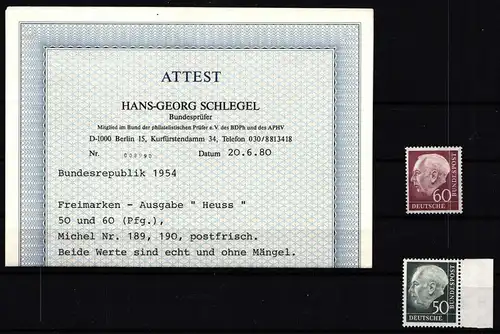 ATTEST
HANS-GEORG SCHLEGEL
Bundesprüfer
Mitglied im Bund der philatelistischen Prüfer e.V. des BDPh und des APHV
D-1000 Berlin 15, Kurfürstendamm 34, Telefon 030/8813418
Nr. Datum 20.6.80
Bundesrepublik 1954
Freimarken - Ausgabe " Heuss "
50 und 60 (Pfg.),
Michel Nr. 189, 190, postfrisch.
Beide Werte sind echt und ohne Mängel.
60
DEUTSCHE
BUNDESPOST
50
DEUTSCHE
BUNDESPOST